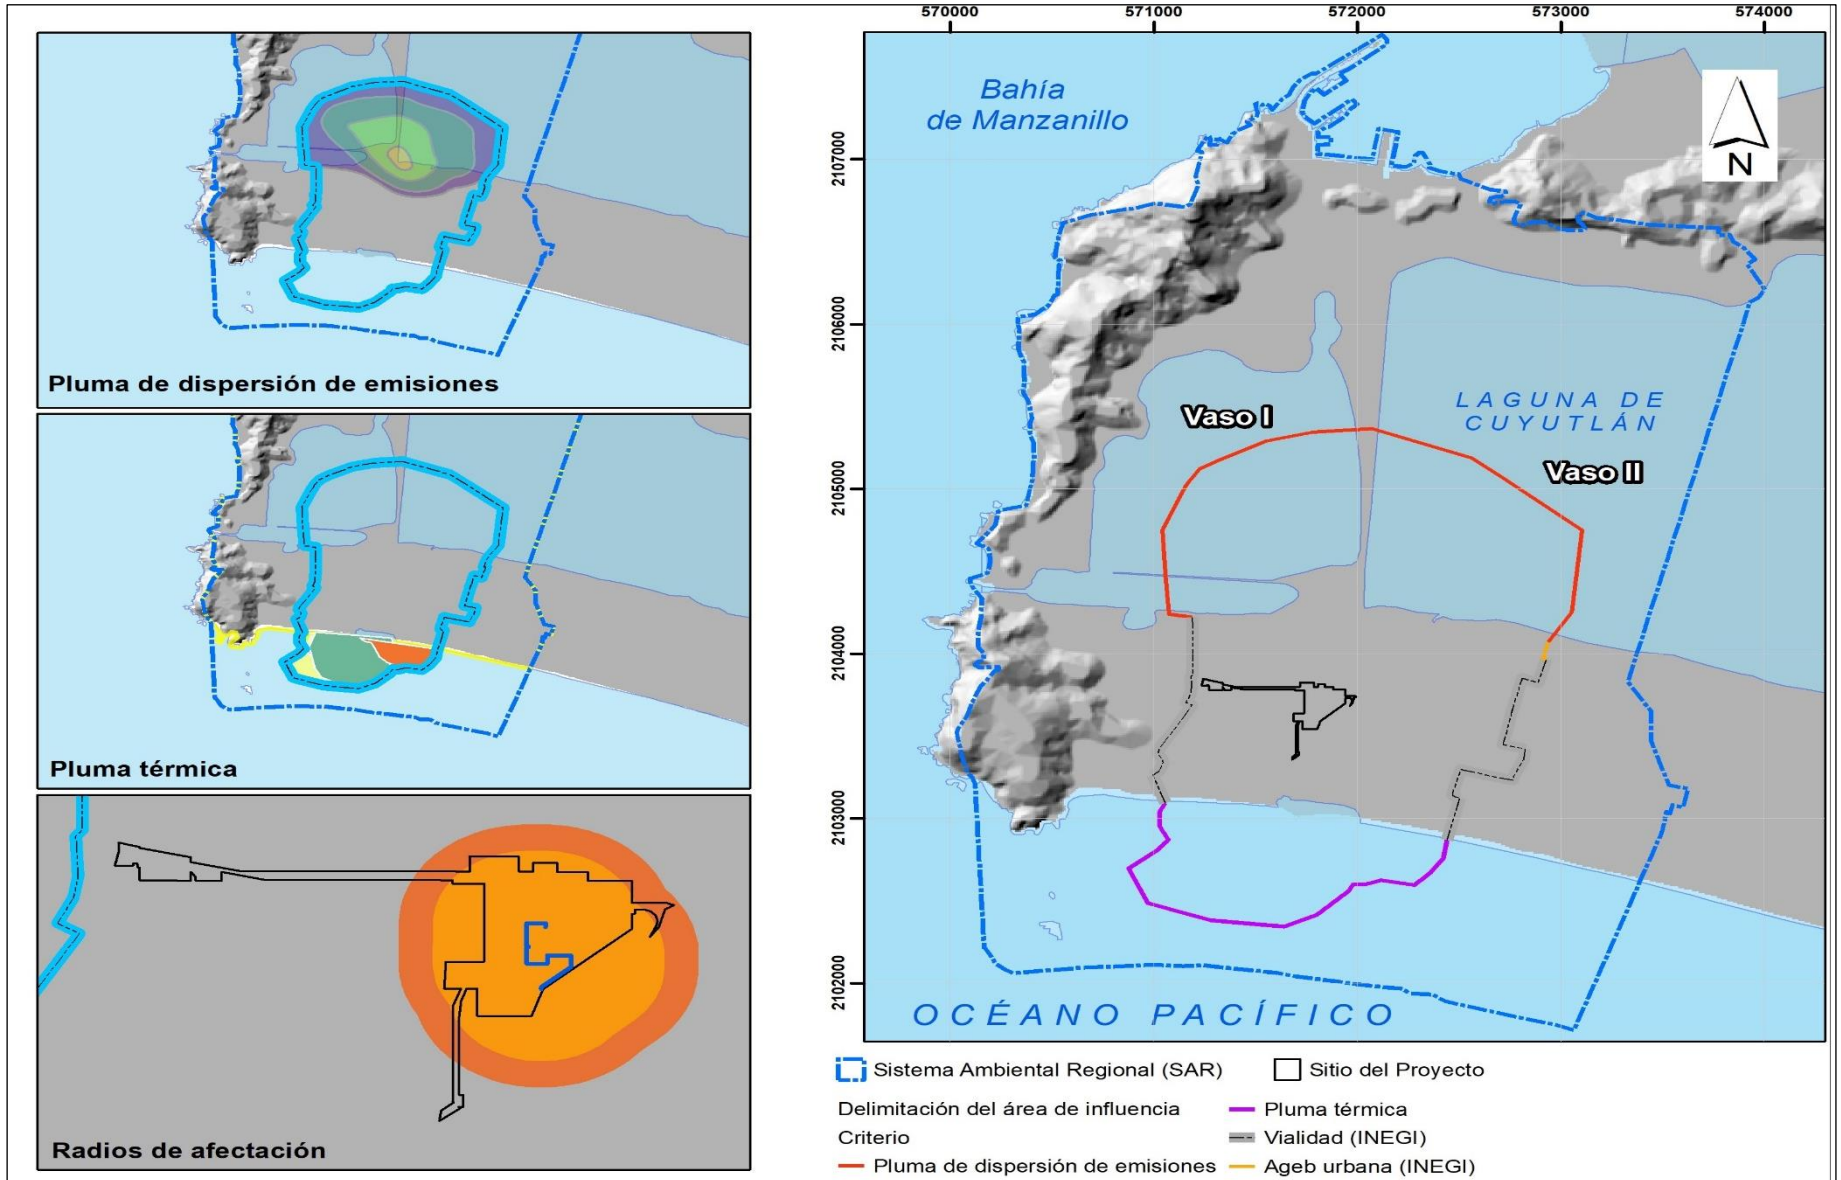 Pluma de dispersión de emisiones
Pluma térmica
Radios de afectación
570000 571000 572000 573000 574000
2107000
2106000
2105000
2104000
2103000
2102000
Bahía
de Manzanillo
N
Vaso I
LAGUNA DE
CUYUTLÁN
Vaso II
OCÉANO PACÍFICO
Sistema Ambiental Regional (SAR)
Sitio del Proyecto
Delimitación del área de influencia
Criterio
Pluma de dispersión de emisiones
Pluma térmica
Vialidad (INEGI)
Ageb urbana (INEGI)